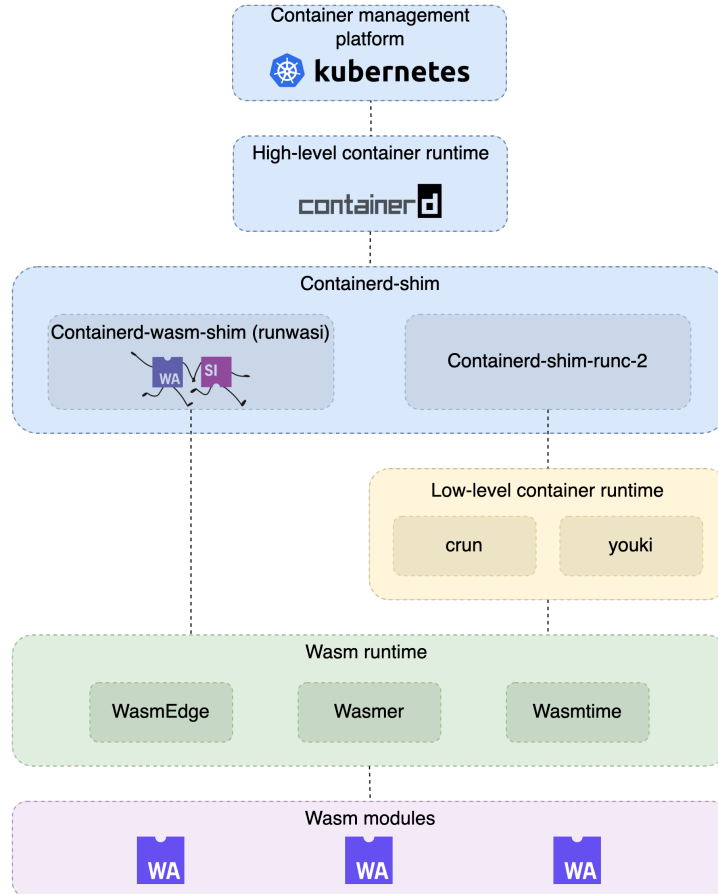 Container management
platform
kubernetes
High-level container runtime
containerd
Containerd-shim
Containerd-wasm-shim (runwasi)
WA
SI
Containerd-shim-runc-2
Low-level container runtime
crun
youki
Wasm runtime
WasmEdge
Wasmer
Wasmtime
Wasm modules
WA
WA
WA